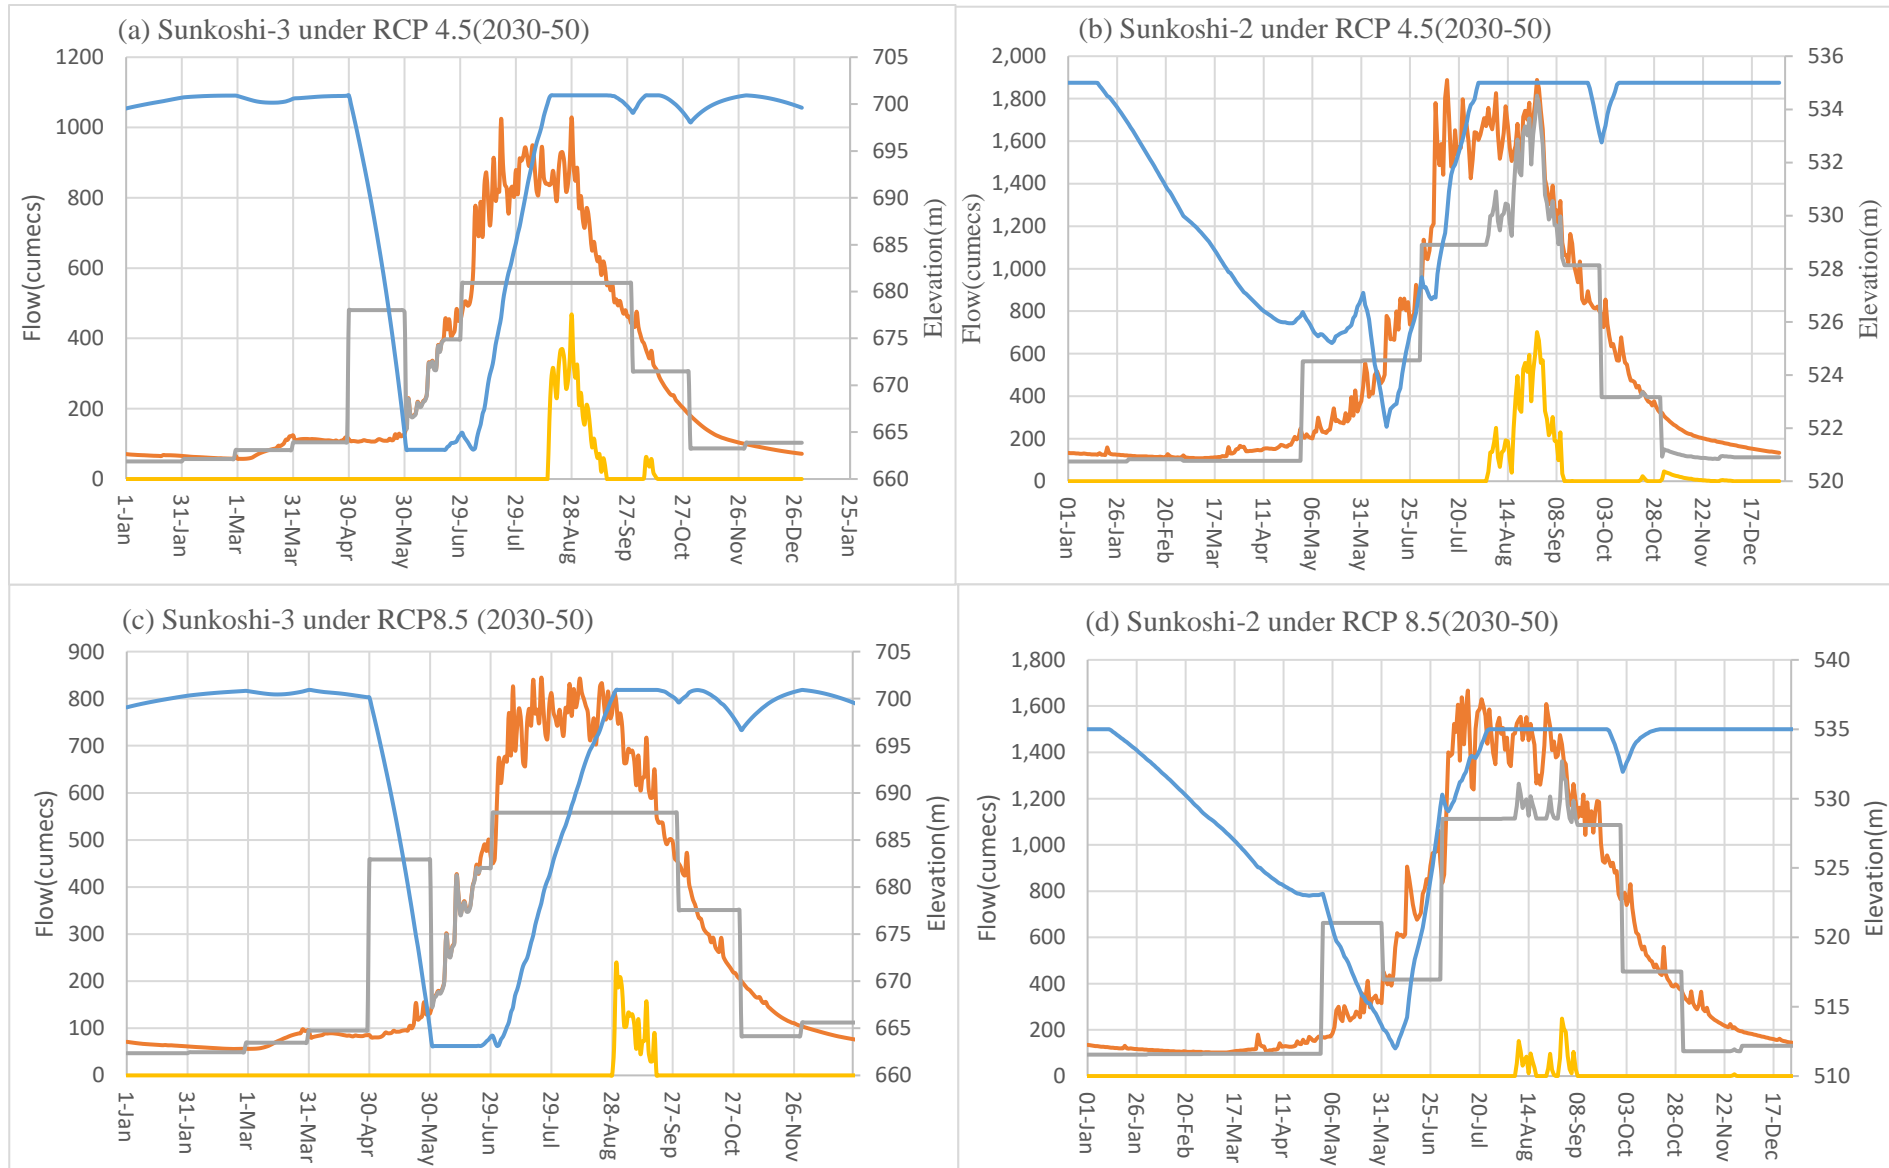 (a) Sunkoshi-3 under RCP 4.5(2030-50)
1200
1000
800
600
400
200
0
Flow(cumecs)
705
700
695
690
685
680
675
670
665
660
Elevation(m)
1-Jan
31-Jan
1-Mar
31-Mar
30-Apr
30-May
29-Jun
29-Jul
28-Aug
27-Sep
27-Oct
26-Nov
26-Dec
25-Jan
(b) Sunkoshi-2 under RCP 4.5(2030-50)
2,000
1,800
1,600
1,400
1,200
1,000
800
600
400
200
0
Flow(cumecs)
536
534
532
530
528
526
524
522
520
Elevation(m)
01-Jan
26-Jan
20-Feb
17-Mar
11-Apr
06-May
31-May
25-Jun
20-Jul
14-Aug
08-Sep
03-Oct
28-Oct
22-Nov
17-Dec
(c) Sunkoshi-3 under RCP8.5 (2030-50)
900
800
700
600
500
400
300
200
100
0
Flow(cumecs)
705
700
695
690
685
680
675
670
665
660
Elevation(m)
1-Jan
31-Jan
1-Mar
31-Mar
30-Apr
30-May
29-Jun
29-Jul
28-Aug
27-Sep
27-Oct
26-Nov
(d) Sunkoshi-2 under RCP 8.5(2030-50)
1,800
1,600
1,400
1,200
1,000
800
600
400
200
0
Flow(cumecs)
540
535
530
525
520
515
510
Elevation(m)
01-Jan
26-Jan
20-Feb
17-Mar
11-Apr
06-May
31-May
25-Jun
20-Jul
14-Aug
08-Sep
03-Oct
28-Oct
22-Nov
17-Dec